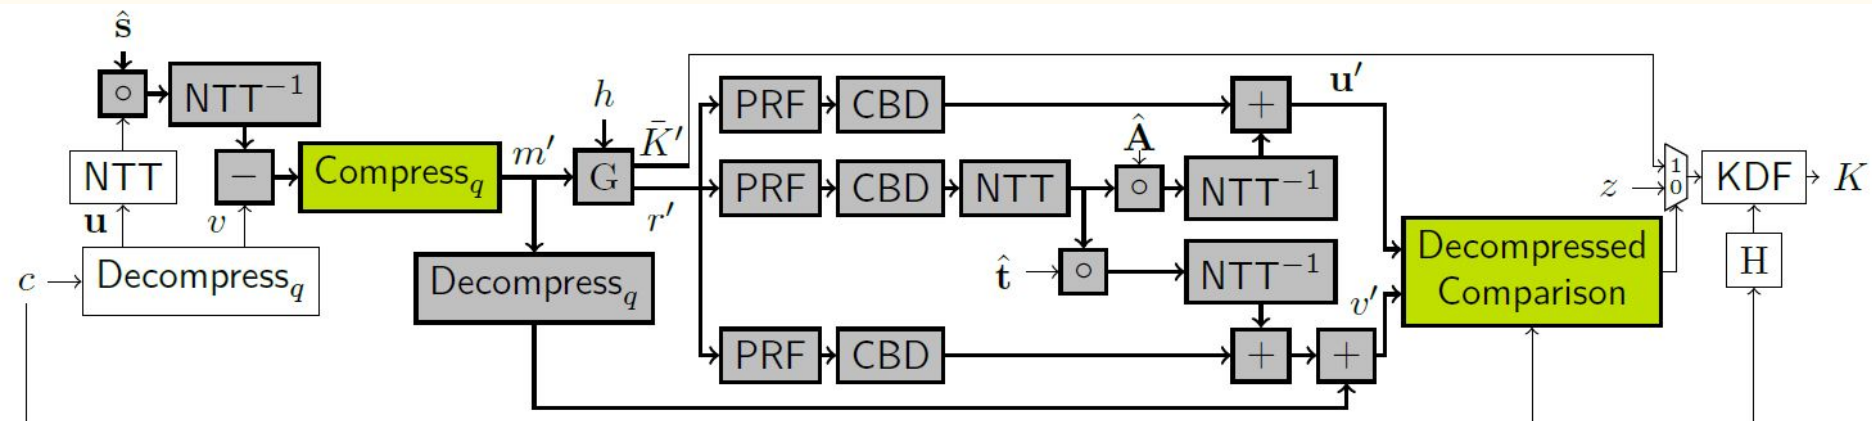 ŝ
∘
NTT⁻¹
NTT
u
v
−
Compress_q
m′
h
G
K̄′
r′
c
Decompress_q
Decompress_q
PRF
CBD
+
u′
PRF
CBD
NTT
Â
∘
NTT⁻¹
t̂
∘
NTT⁻¹
v′
PRF
CBD
+
+
Decompressed
Comparison
z
1
0
KDF
K
H